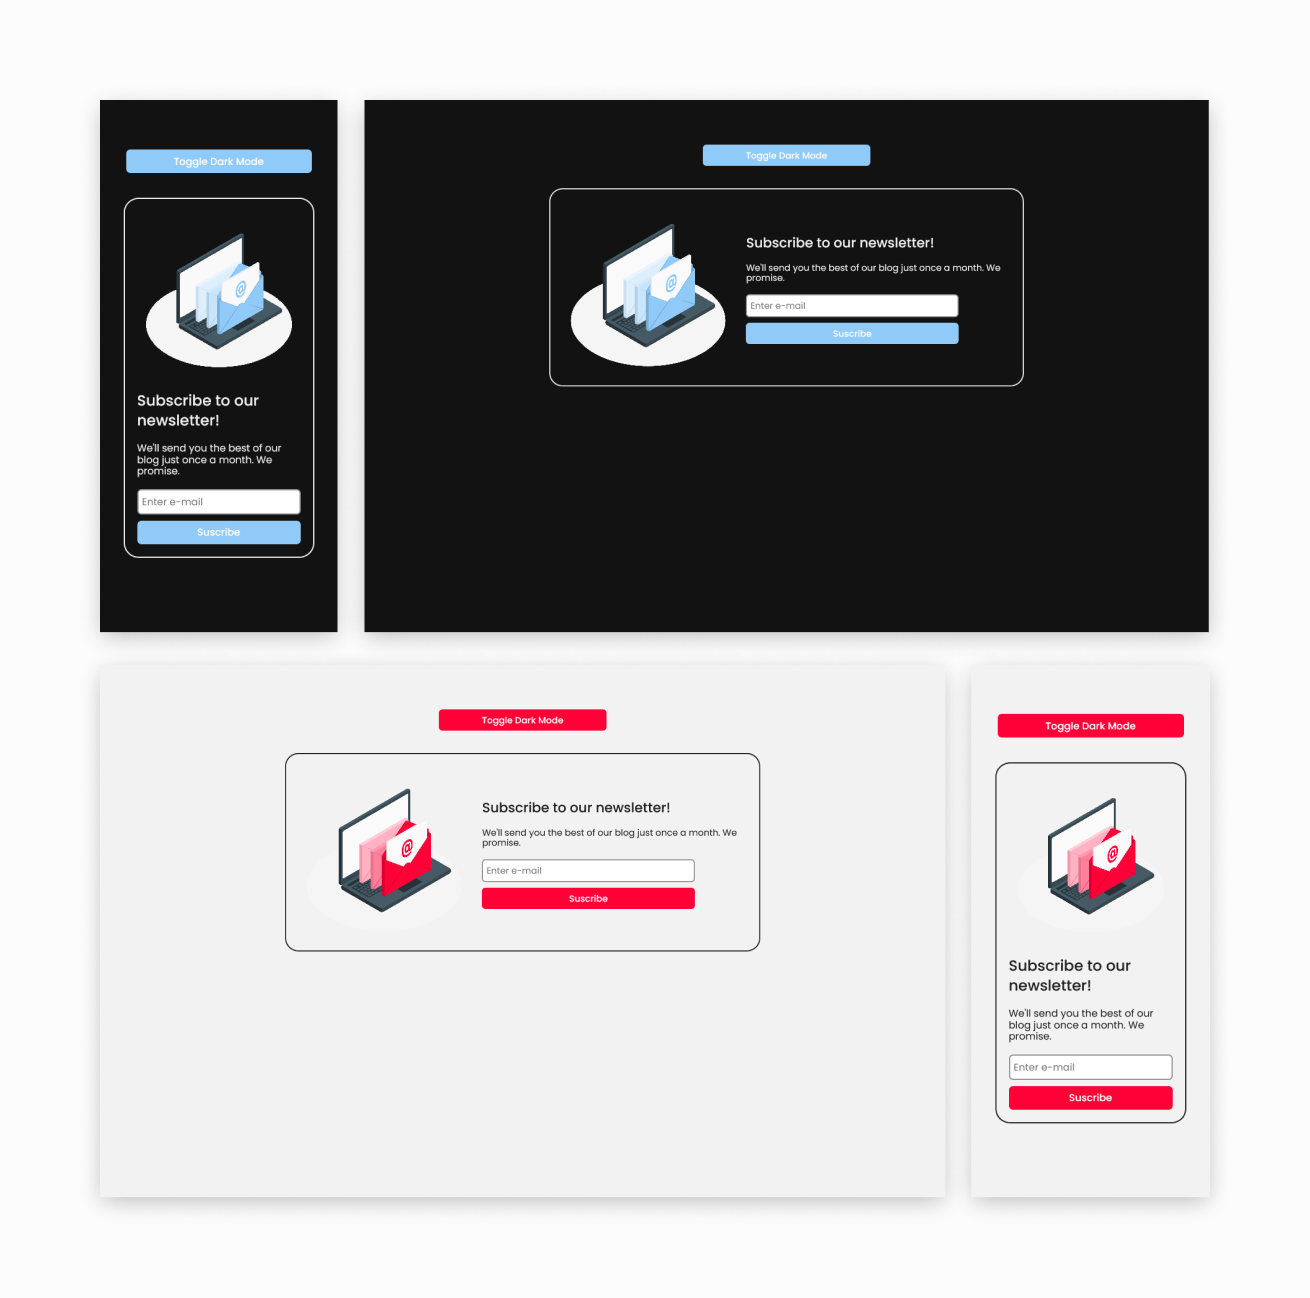 Toggle Dark Mode
@
Subscribe to our
newsletter!
We'll send you the best of our
blog just once a month. We
promise.
Enter e-mail
Suscribe
Toggle Dark Mode
@
Subscribe to our newsletter!
We'll send you the best of our blog just once a month. We
promise.
Enter e-mail
Suscribe
Toggle Dark Mode
@
Subscribe to our newsletter!
We'll send you the best of our blog just once a month. We
promise.
Enter e-mail
Suscribe
Toggle Dark Mode
@
Subscribe to our
newsletter!
We'll send you the best of our
blog just once a month. We
promise.
Enter e-mail
Suscribe